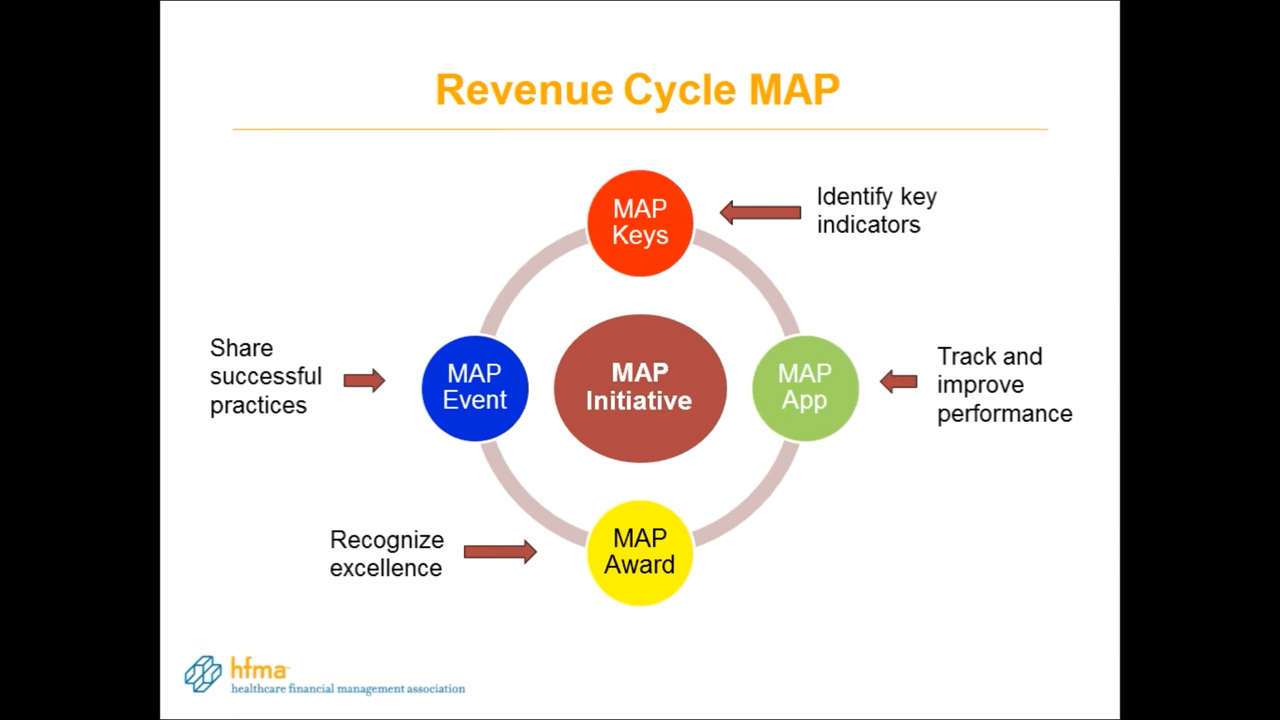 Revenue Cycle MAP
MAP
Keys
Identify key
indicators
Share
successful
practices
MAP
Event
MAP
Initiative
MAP
App
Track and
improve
performance
Recognize
excellence
MAP
Award
hfma
healthcare financial management association